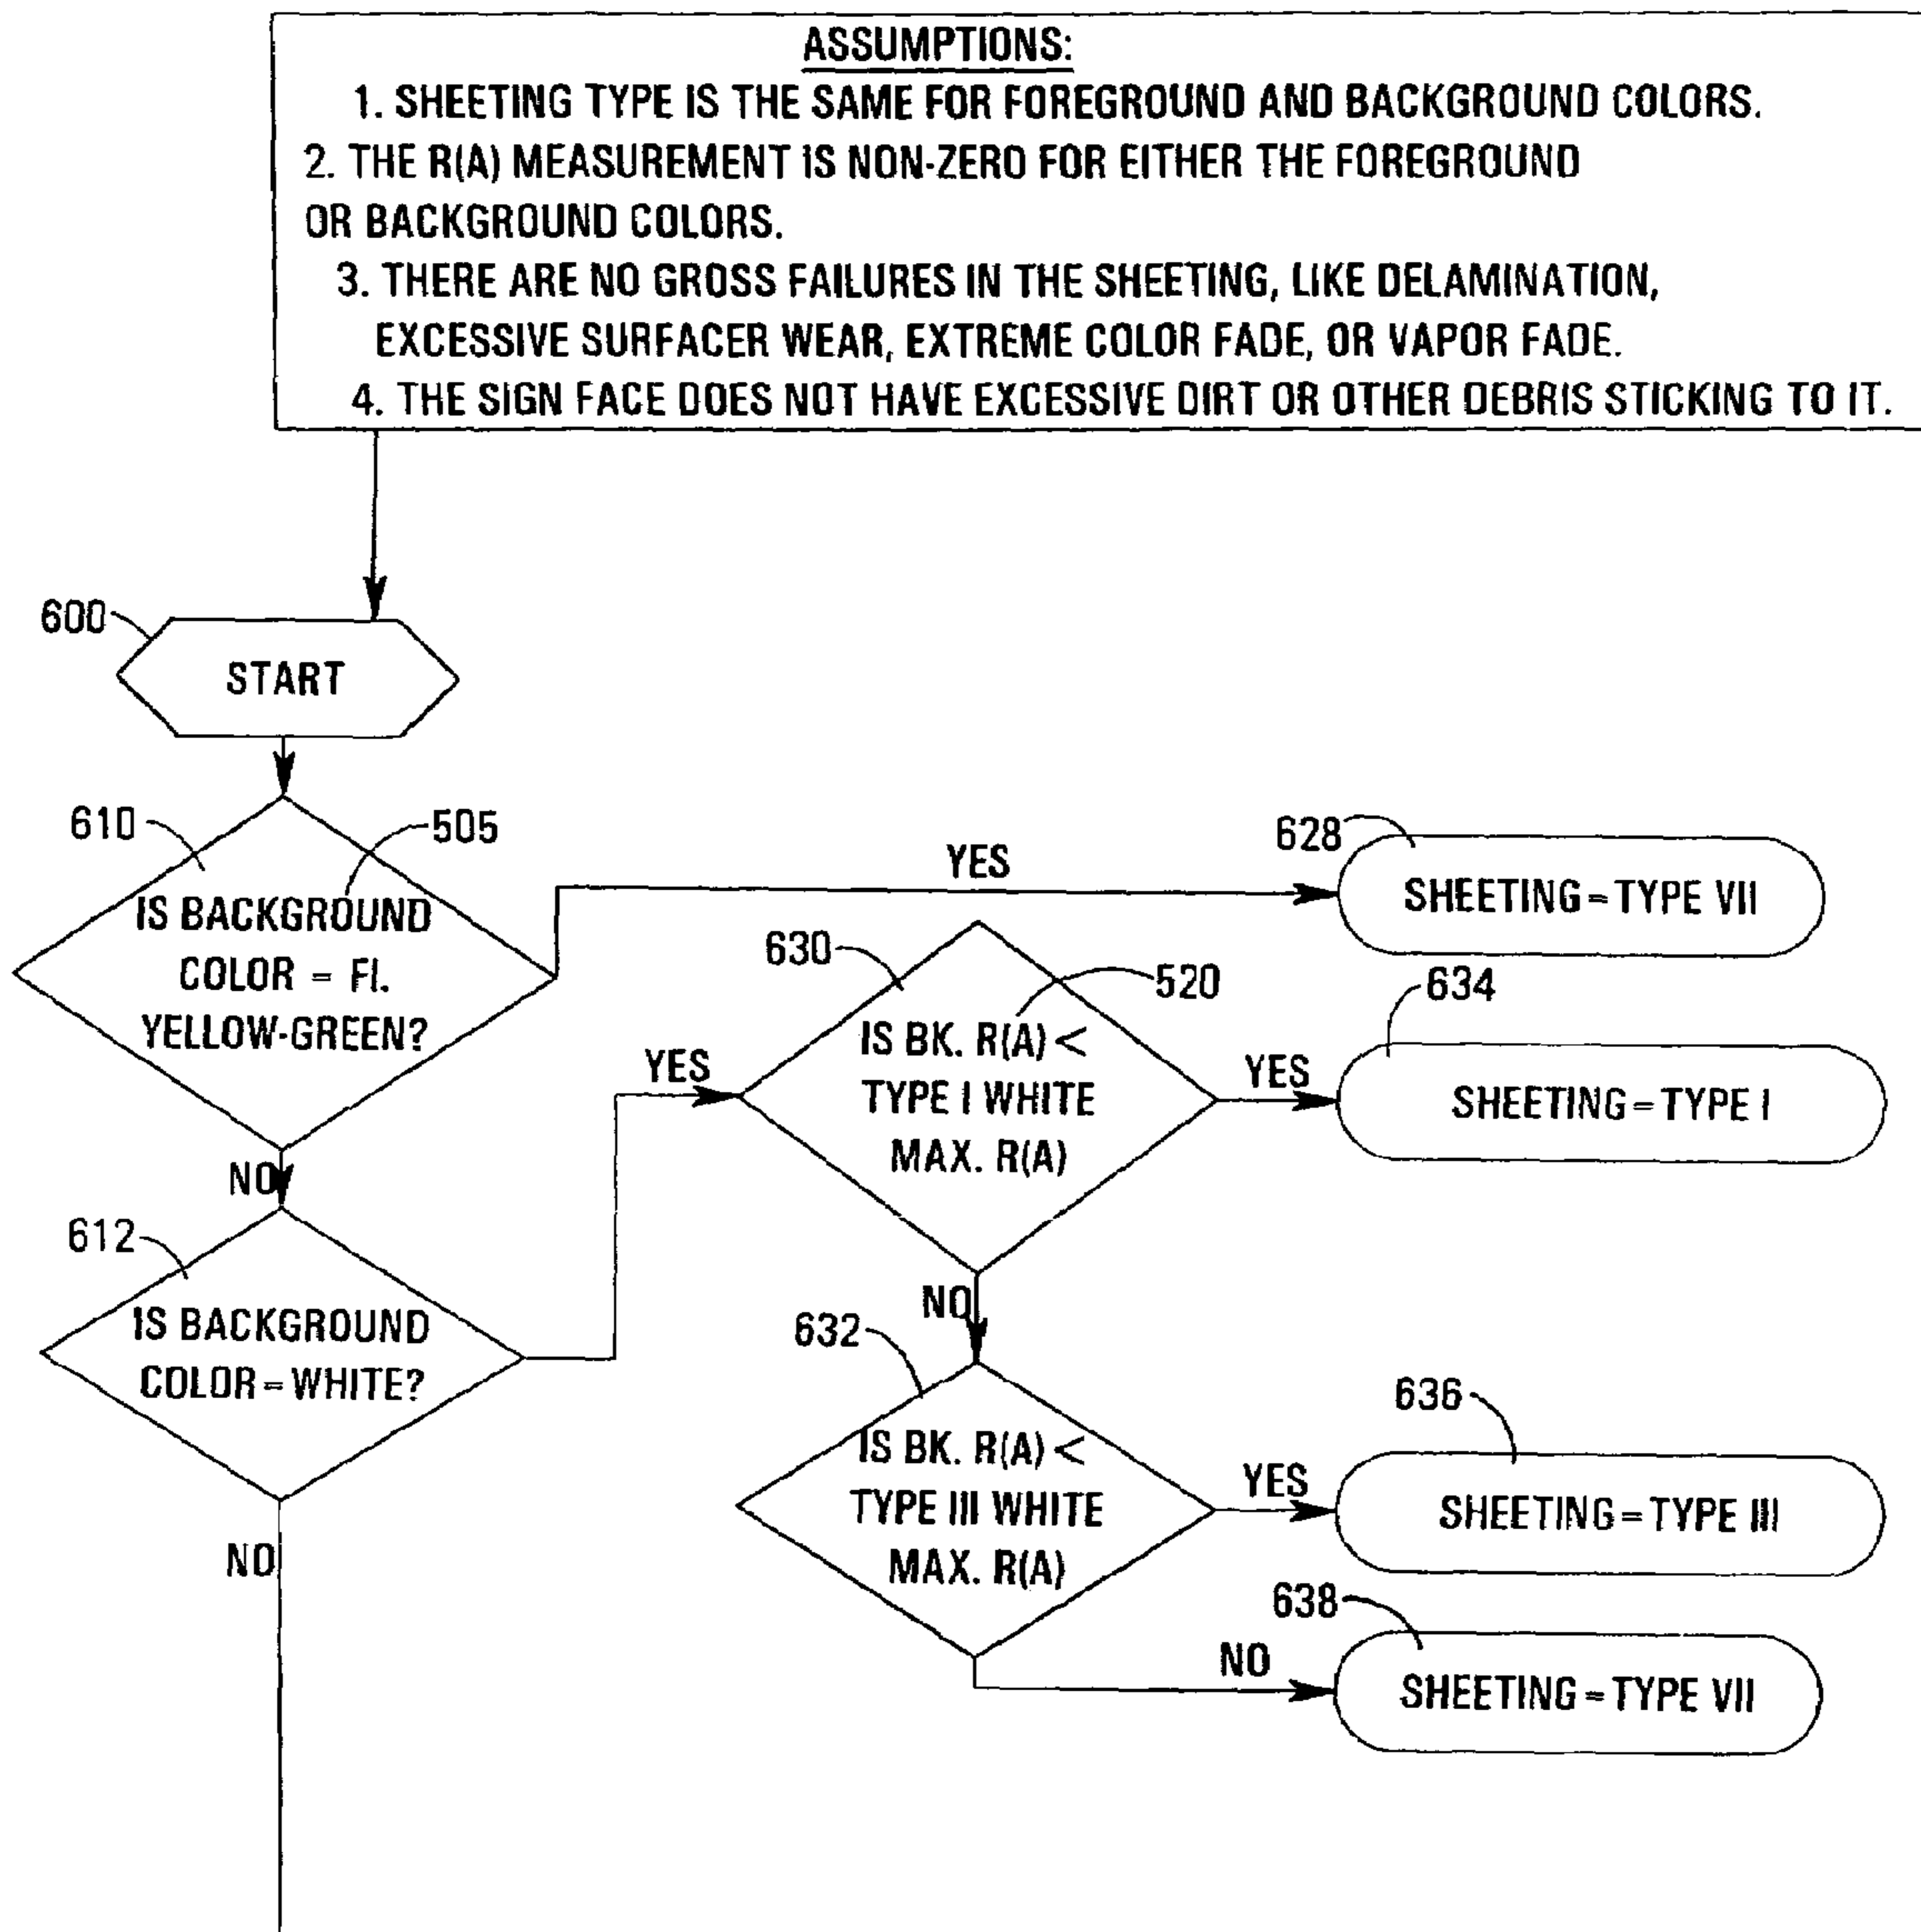 ASSUMPTIONS:
1. SHEETING TYPE IS THE SAME FOR FOREGROUND AND BACKGROUND COLORS.
2. THE R(A) MEASUREMENT IS NON-ZERO FOR EITHER THE FOREGROUND
OR BACKGROUND COLORS.
3. THERE ARE NO GROSS FAILURES IN THE SHEETING, LIKE DELAMINATION,
EXCESSIVE SURFACER WEAR, EXTREME COLOR FADE, OR VAPOR FADE.
4. THE SIGN FACE DOES NOT HAVE EXCESSIVE DIRT OR OTHER DEBRIS STICKING TO IT.
600
START
610
505
IS BACKGROUND
COLOR = Fl.
YELLOW-GREEN?
YES
628
SHEETING = TYPE VII
NO
612
IS BACKGROUND
COLOR = WHITE?
YES
630
520
IS BK. R(A) <
TYPE I WHITE
MAX. R(A)
YES
634
SHEETING = TYPE I
NO
632
IS BK. R(A) <
TYPE III WHITE
MAX. R(A)
YES
636
SHEETING = TYPE III
NO
638
SHEETING = TYPE VII
NO